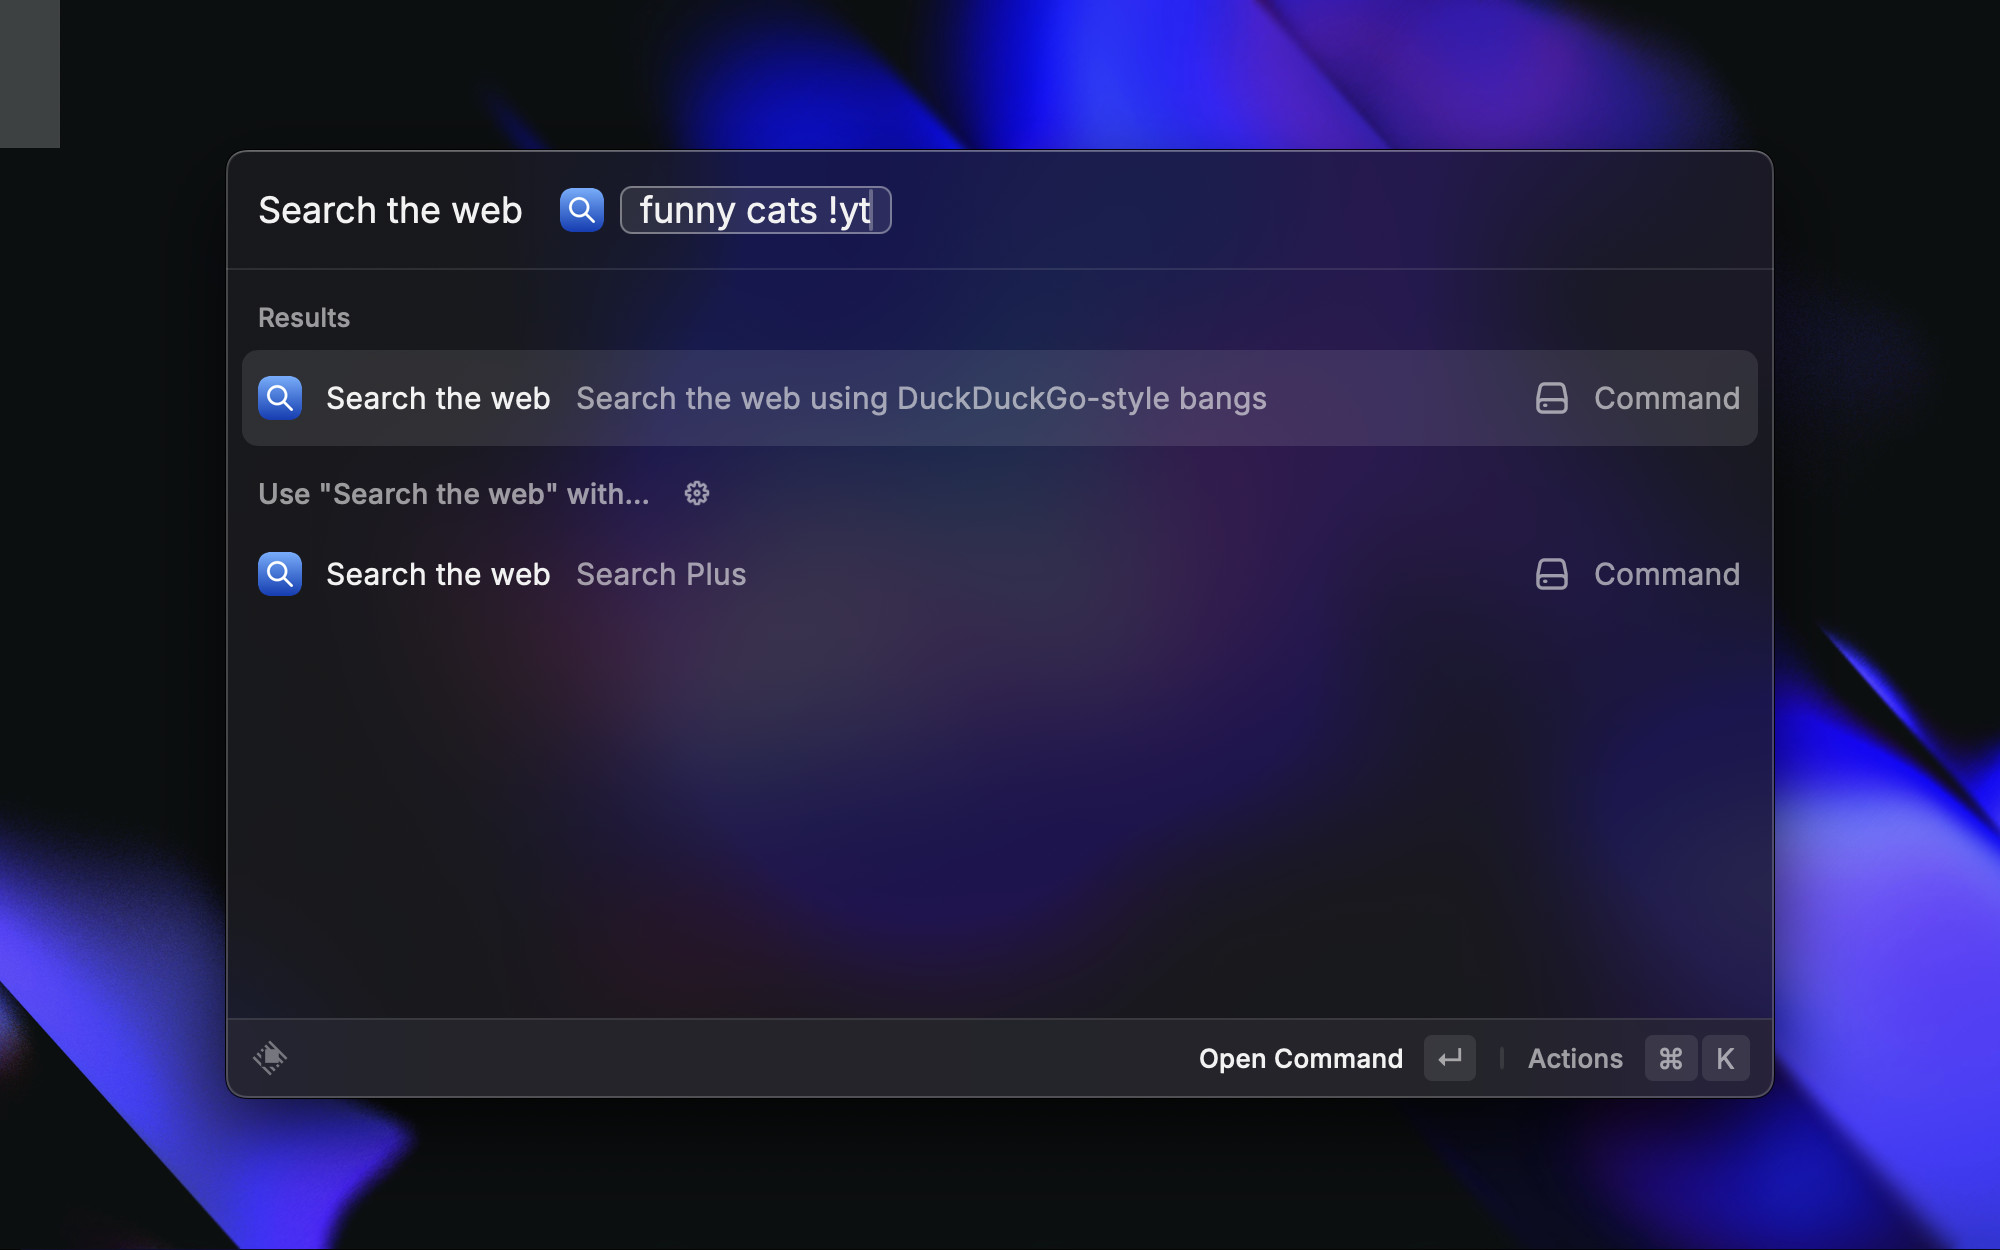 Search the web funny cats !yt
Results
Search the web Search the web using DuckDuckGo-style bangs Command
Use "Search the web" with...
Search the web Search Plus Command
Open Command ↵ Actions ⌘ K